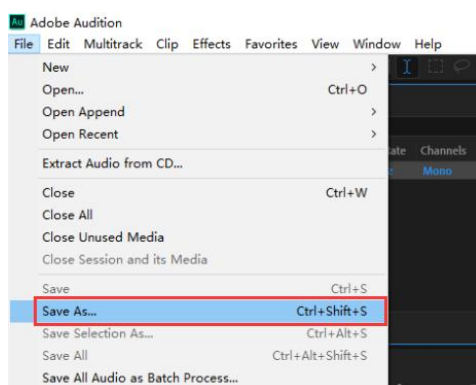 Au Adobe Audition
File Edit Multitrack Clip Effects Favorites View Window Help
New >
Open... Ctrl+O
Open Append >
Open Recent >
Extract Audio from CD...
Close Ctrl+W
Close All
Close Unused Media
Close Session and its Media
Save Ctrl+S
Save As... Ctrl+Shift+S
Save Selection As... Ctrl+Alt+S
Save All Ctrl+Alt+Shift+S
Save All Audio as Batch Process...
Channels
Mono